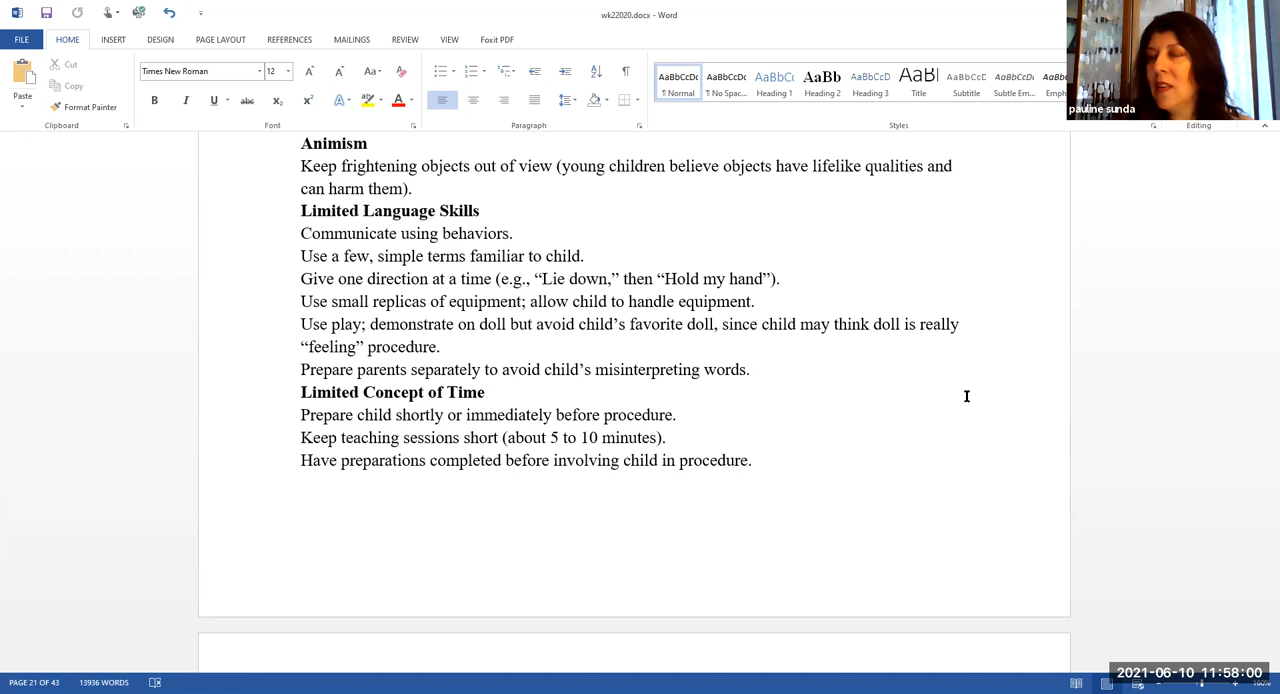 wk22020.docx - Word
FILE HOME INSERT DESIGN PAGE LAYOUT REFERENCES MAILINGS REVIEW VIEW Foxit PDF
Paste
Cut
Copy
Format Painter
Clipboard
Times New Roman 12
Font
Paragraph
AaBbCcDc AaBbCcDc AaBbCc AaBb AaBbCcD AaB AaBbCcD AaBbCcDc
¶ Normal ¶ No Spac... Heading 1 Heading 2 Heading 3 Title Subtitle Subtle Em...
Styles
Editing
pauline sunda
Animism
Keep frightening objects out of view (young children believe objects have lifelike qualities and
can harm them).
Limited Language Skills
Communicate using behaviors.
Use a few, simple terms familiar to child.
Give one direction at a time (e.g., “Lie down,” then “Hold my hand”).
Use small replicas of equipment; allow child to handle equipment.
Use play; demonstrate on doll but avoid child’s favorite doll, since child may think doll is really
“feeling” procedure.
Prepare parents separately to avoid child’s misinterpreting words.
Limited Concept of Time
Prepare child shortly or immediately before procedure.
Keep teaching sessions short (about 5 to 10 minutes).
Have preparations completed before involving child in procedure.
PAGE 21 OF 43 13936 WORDS
2021-06-10 11:58:00